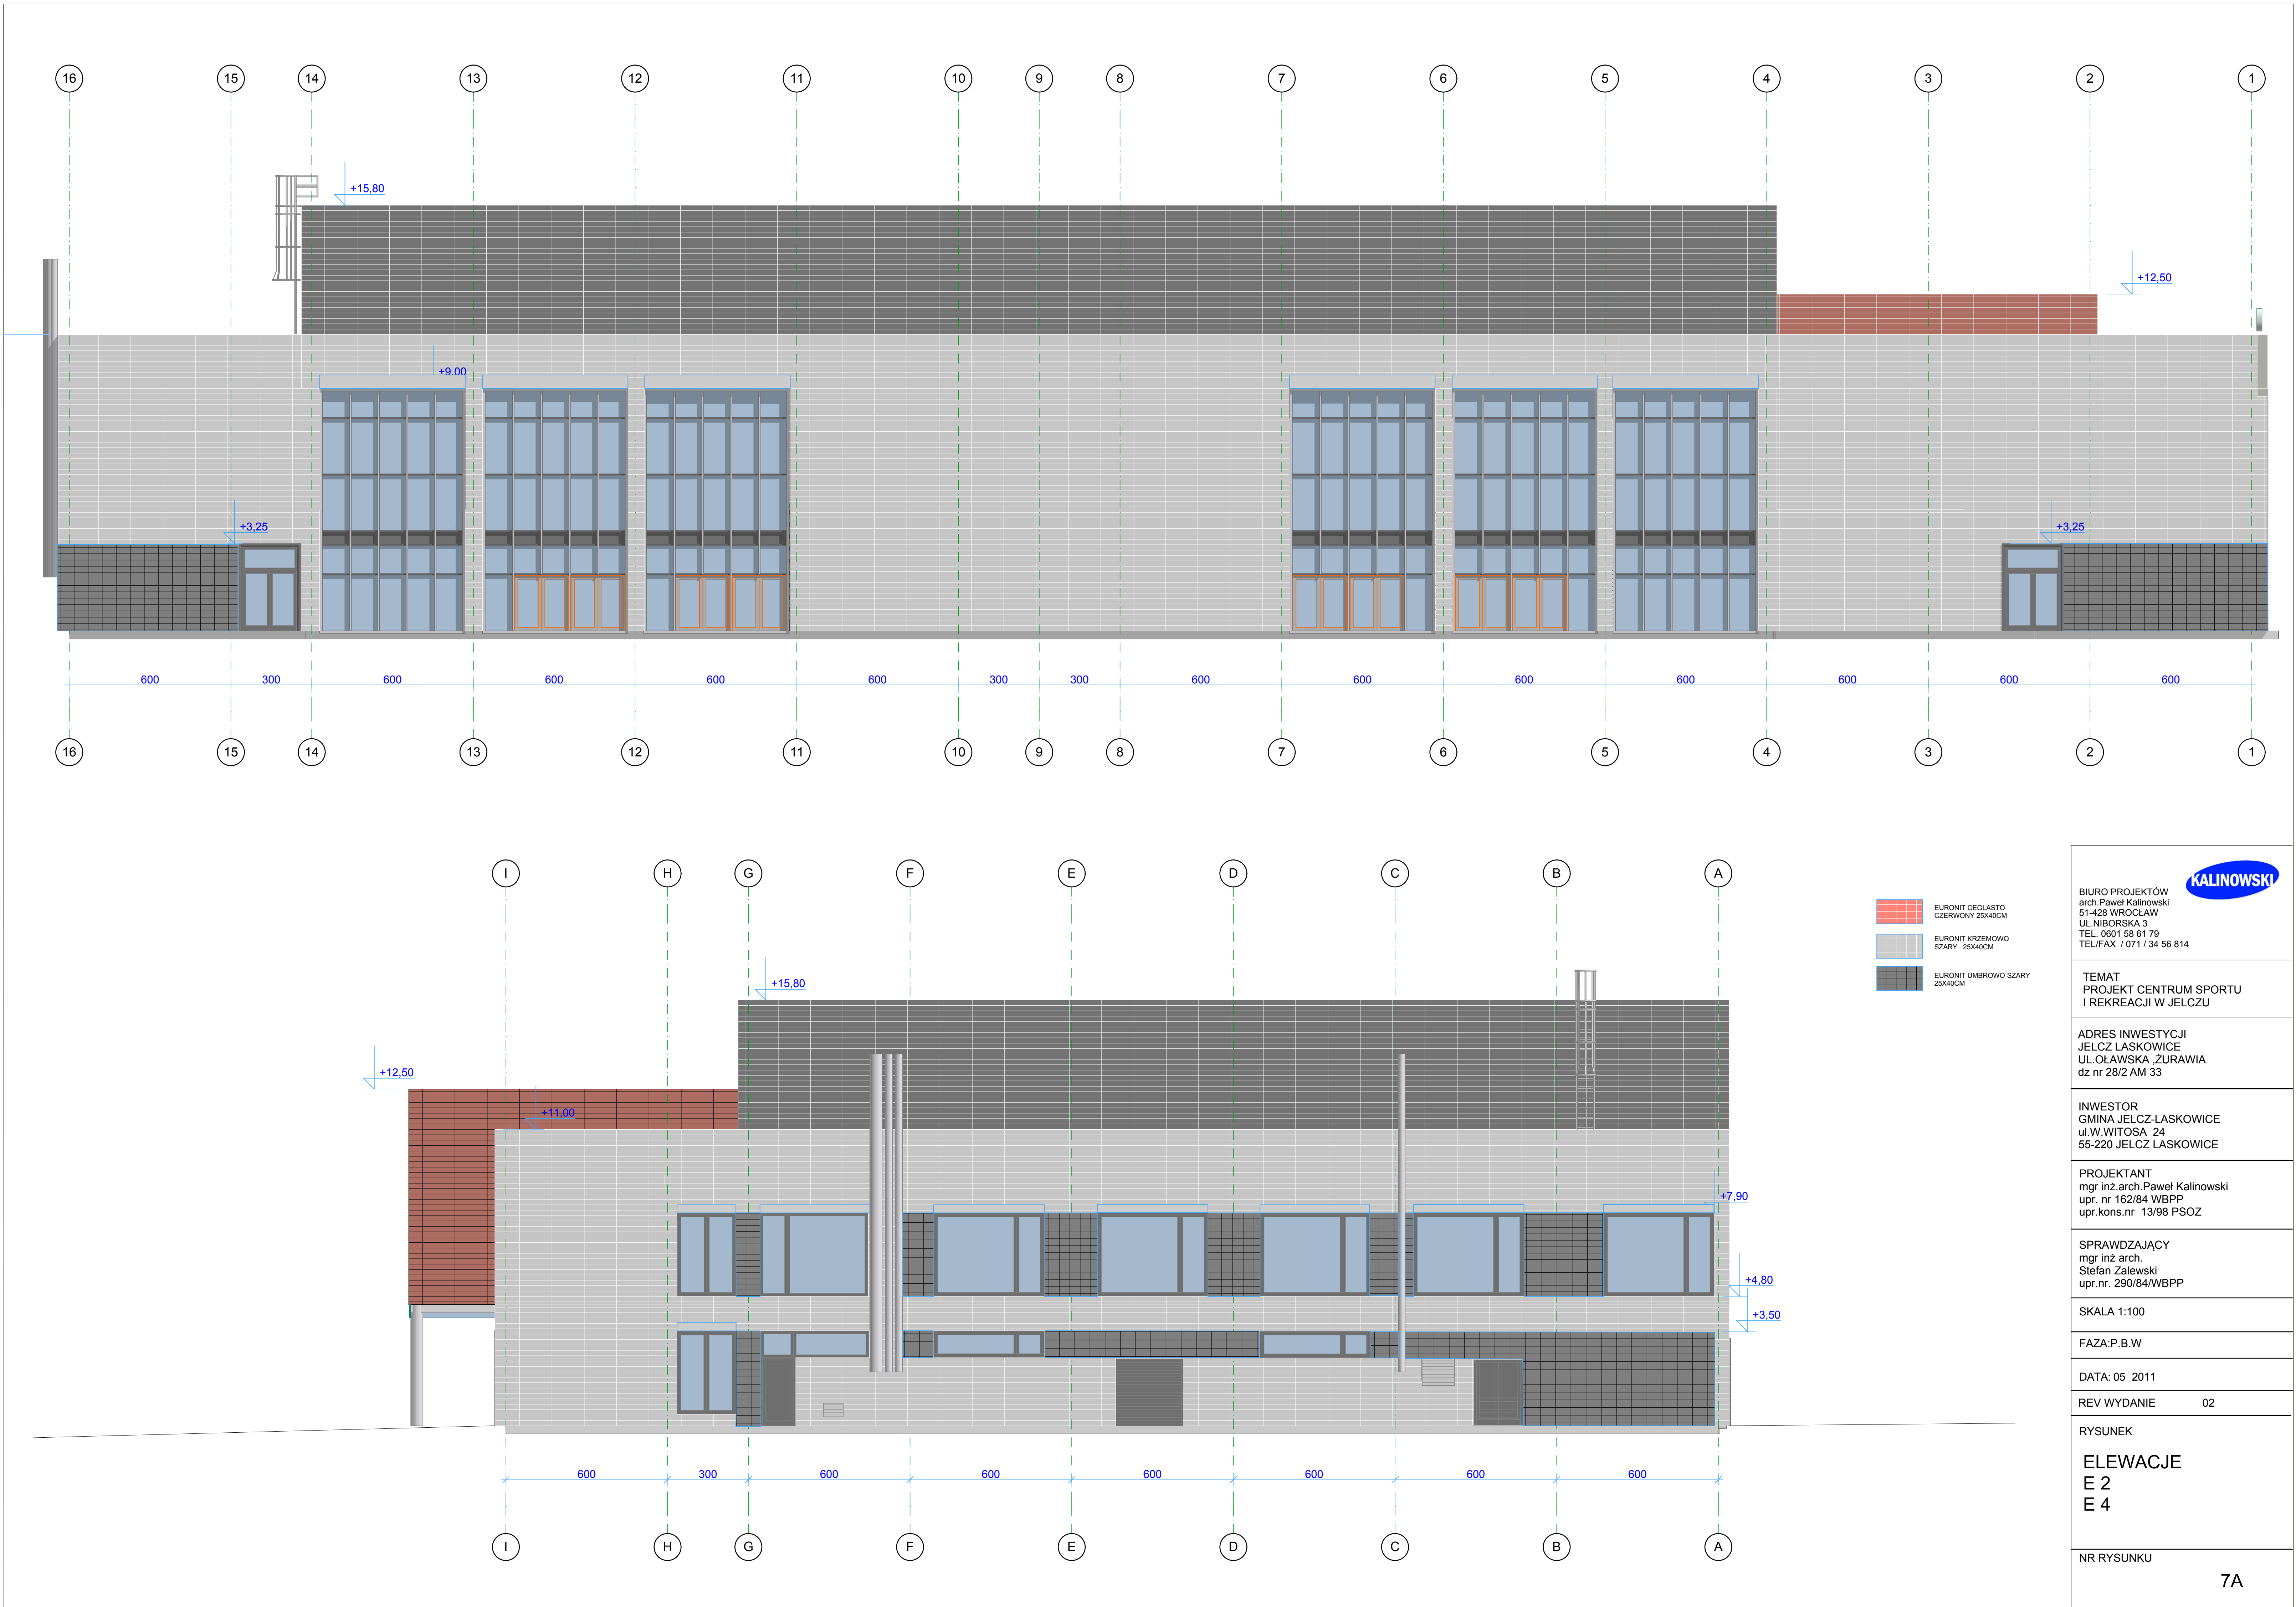 16 15 14 13 12 11 10 9 8 7 6 5 4 3 2 1
+15,80
+12,50
+9,00
+3,25
+3,25
600 300 600 600 600 600 300 300 600 600 600 600 600 600 600
16 15 14 13 12 11 10 9 8 7 6 5 4 3 2 1
I H G F E D C B A
+15,80
+12,50
+11,00
+7,90
+4,80
+3,50
600 300 600 600 600 600 600 600
I H G F E D C B A
EURONIT CEGLASTO
CZERWONY 25X40CM
EURONIT KRZEMOWO
SZARY 25X40CM
EURONIT UMBROWO SZARY
25X40CM
KALINOWSKI
BIURO PROJEKTÓW
arch.Paweł Kalinowski
51-428 WROCŁAW
UL.NIBORSKA 3
TEL. 0601 58 61 79
TEL/FAX / 071 / 34 56 814
TEMAT
PROJEKT CENTRUM SPORTU
I REKREACJI W JELCZU
ADRES INWESTYCJI
JELCZ LASKOWICE
UL.OŁAWSKA ,ŻURAWIA
dz nr 28/2 AM 33
INWESTOR
GMINA JELCZ-LASKOWICE
ul.W.WITOSA 24
55-220 JELCZ LASKOWICE
PROJEKTANT
mgr inż.arch.Paweł Kalinowski
upr. nr 162/84 WBPP
upr.kons.nr 13/98 PSOZ
SPRAWDZAJĄCY
mgr inż arch.
Stefan Zalewski
upr.nr. 290/84/WBPP
SKALA 1:100
FAZA:P.B.W
DATA: 05 2011
REV WYDANIE 02
RYSUNEK
ELEWACJE
E 2
E 4
NR RYSUNKU
7A